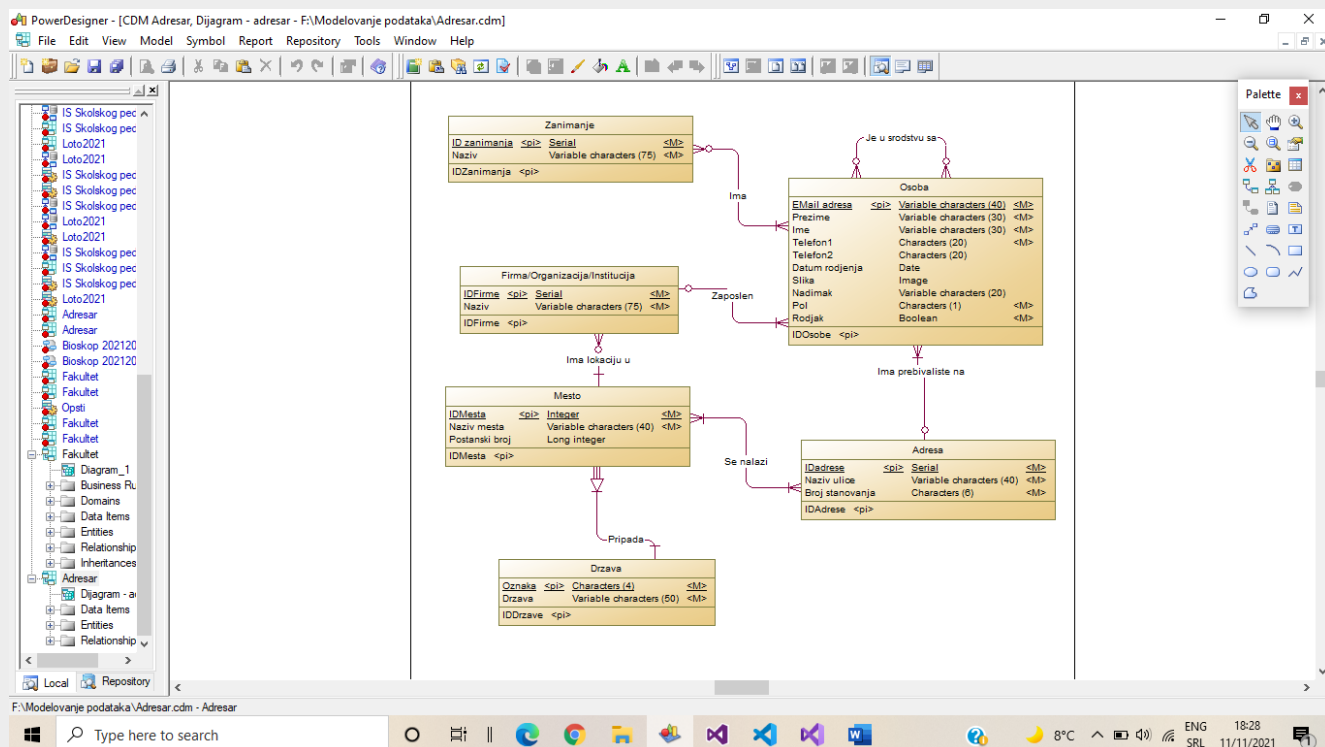 PowerDesigner - [CDM Adresar, Dijagram - adresar - F:\Modelovanje podataka\Adresar.cdm]
File Edit View Model Symbol Report Repository Tools Window Help
IS Skolskog pec
IS Skolskog pec
Loto2021
Loto2021
IS Skolskog pec
IS Skolskog pec
IS Skolskog pec
Loto2021
Loto2021
IS Skolskog pec
IS Skolskog pec
IS Skolskog pec
Loto2021
Adresar
Adresar
Bioskop 202120
Bioskop 202120
Fakultet
Fakultet
Opsti
Fakultet
Fakultet
Fakultet
Diagram_1
Business Ru
Domains
Data Items
Entities
Relationship
Inheritances
Adresar
Dijagram - a
Data Items
Entities
Relationship
Local Repository
Zanimanje
ID zanimanja <pi> Serial <M>
Naziv Variable characters (75) <M>
IDZanimanja <pi>
Ima
Je u srodstvu sa
Osoba
EMail adresa <pi> Variable characters (40) <M>
Prezime Variable characters (30) <M>
Ime Variable characters (30) <M>
Telefon1 Characters (20) <M>
Telefon2 Characters (20)
Datum rodjenja Date
Slika Image
Nadimak Variable characters (20)
Pol Characters (1) <M>
Rodjak Boolean <M>
IDOsobe <pi>
Firma/Organizacija/Institucija
IDFirme <pi> Serial <M>
Naziv Variable characters (75) <M>
IDFirme <pi>
Zaposlen
Ima lokaciju u
Ima prebivaliste na
Mesto
IDMesta <pi> Integer <M>
Naziv mesta Variable characters (40) <M>
Postanski broj Long integer
IDMesta <pi>
Se nalazi
Adresa
IDadrese <pi> Serial <M>
Naziv ulice Variable characters (40) <M>
Broj stanovanja Characters (6) <M>
IDAdrese <pi>
Pripada
Drzava
Oznaka <pi> Characters (4) <M>
Drzava Variable characters (50) <M>
IDDrzave <pi>
Palette
F:\Modelovanje podataka\Adresar.cdm - Adresar
Type here to search
8°C
ENG
SRL
18:28
11/11/2021
1